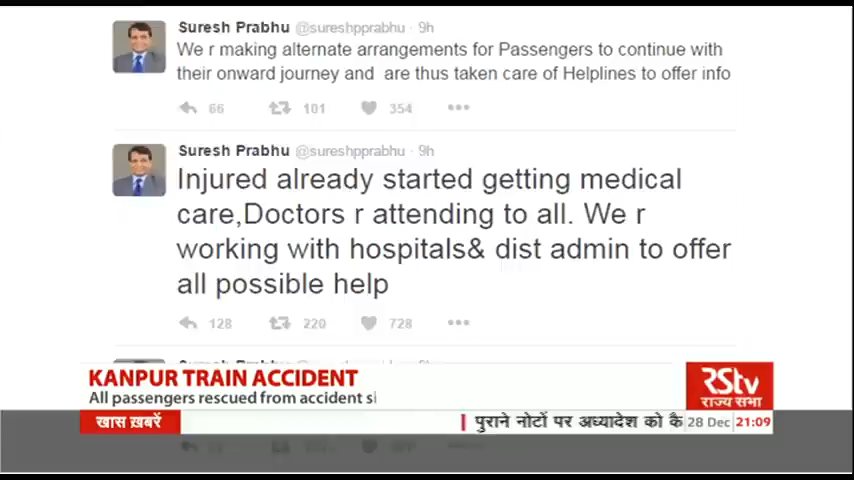 Suresh Prabhu @sureshpprabhu · 9h
We r making alternate arrangements for Passengers to continue with
their onward journey and are thus taken care of Helplines to offer info
66 101 354
Suresh Prabhu @sureshpprabhu · 9h
Injured already started getting medical
care,Doctors r attending to all. We r
working with hospitals& dist admin to offer
all possible help
128 220 728
KANPUR TRAIN ACCIDENT
All passengers rescued from accident si
RStv
राज्य सभा
खास ख़बरें
पुराने नोटों पर अध्यादेश को कै
28 Dec 21:09